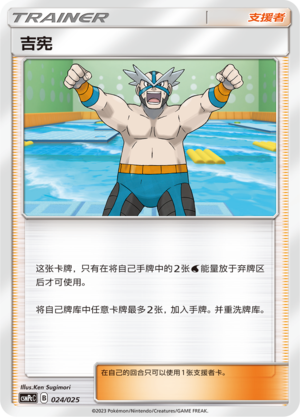 TRAINER
支援者
吉宪
这张卡牌，只有在将自己手牌中的2张能量放于弃牌区
后才可使用。
将自己牌库中任意卡牌最多2张，加入手牌。并重洗牌库。
Illus.Ken Sugimori
在自己的回合只可以使用1张支援者卡。
024/025
©2023 Pokémon/Nintendo/Creatures/GAME FREAK.